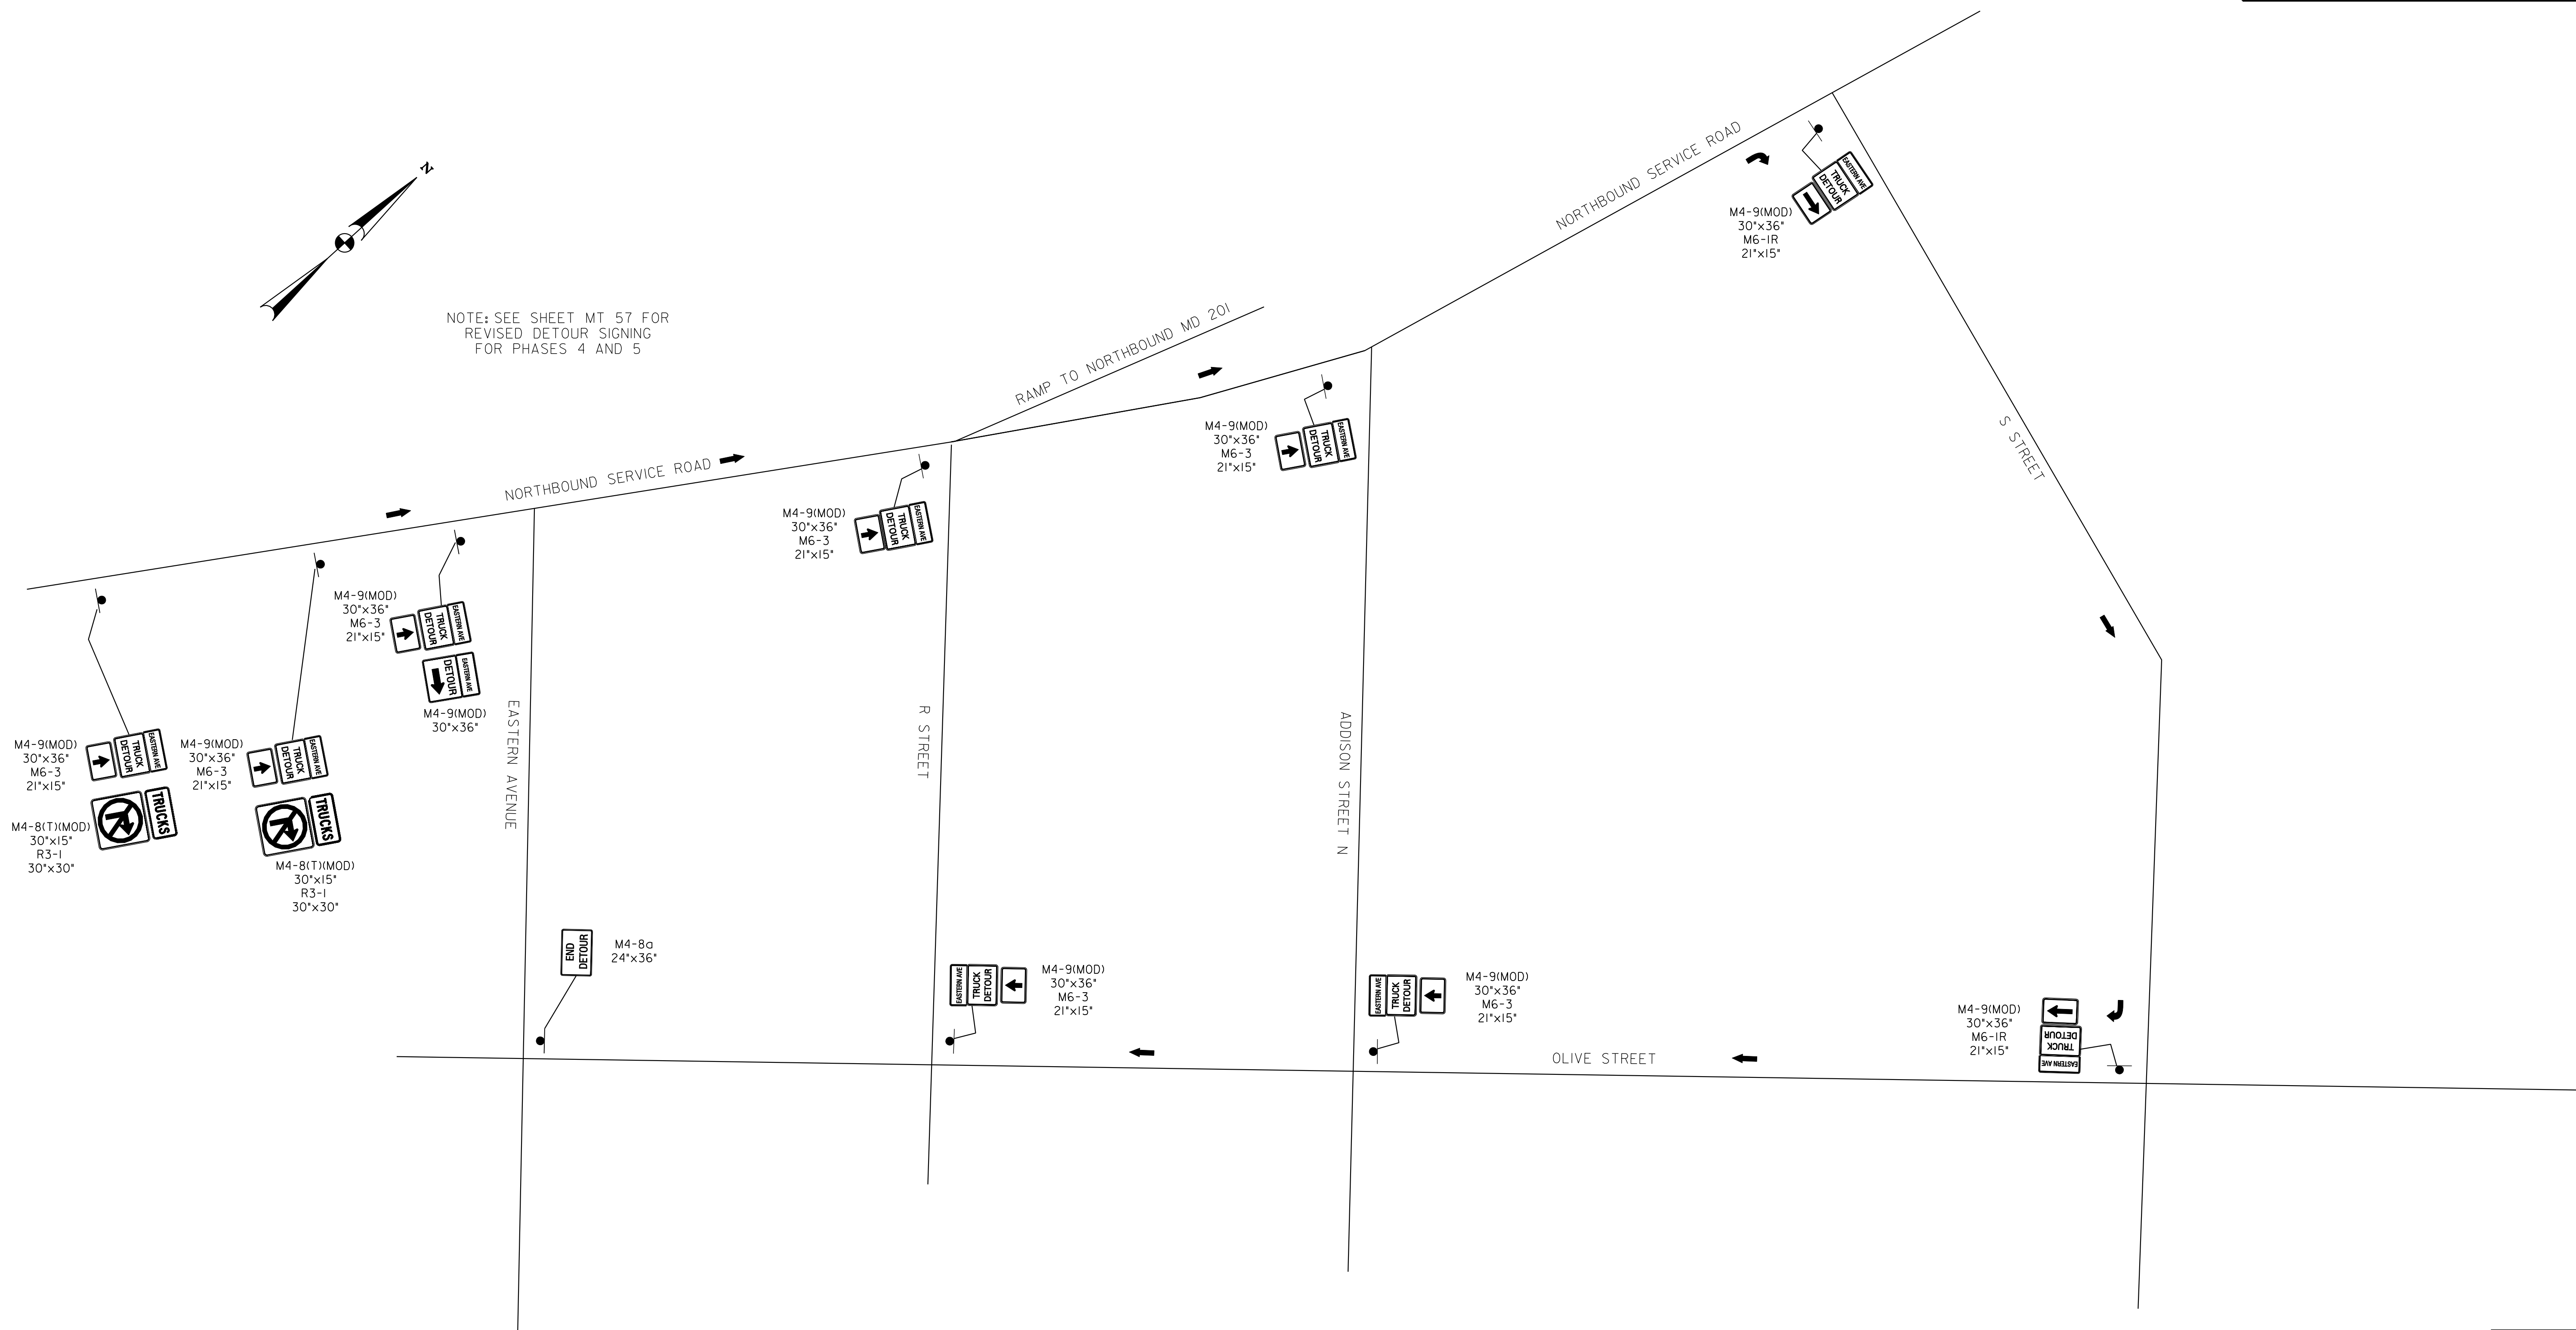 N
NOTE: SEE SHEET MT 57 FOR
REVISED DETOUR SIGNING
FOR PHASES 4 AND 5
NORTHBOUND SERVICE ROAD
M4-9(MOD)
30"x36"
M6-1R
21"x15"
EASTERN AVE
TRUCK
DETOUR
RAMP TO NORTHBOUND MD 201
M4-9(MOD)
30"x36"
M6-3
21"x15"
EASTERN AVE
TRUCK
DETOUR
S STREET
NORTHBOUND SERVICE ROAD
M4-9(MOD)
30"x36"
M6-3
21"x15"
EASTERN AVE
TRUCK
DETOUR
M4-9(MOD)
30"x36"
M6-3
21"x15"
EASTERN AVE
TRUCK
DETOUR
EASTERN AVE
DETOUR
M4-9(MOD)
30"x36"
M4-9(MOD)
30"x36"
M6-3
21"x15"
EASTERN AVE
TRUCK
DETOUR
TRUCKS
M4-8(T)(MOD)
30"x15"
R3-1
30"x30"
M4-9(MOD)
30"x36"
M6-3
21"x15"
EASTERN AVE
TRUCK
DETOUR
TRUCKS
M4-8(T)(MOD)
30"x15"
R3-1
30"x30"
EASTERN AVENUE
R STREET
ADDISON STREET N
END
DETOUR
M4-8a
24"x36"
EASTERN AVE
TRUCK
DETOUR
M4-9(MOD)
30"x36"
M6-3
21"x15"
EASTERN AVE
TRUCK
DETOUR
M4-9(MOD)
30"x36"
M6-3
21"x15"
M4-9(MOD)
30"x36"
M6-1R
21"x15"
EASTERN AVE
TRUCK
DETOUR
OLIVE STREET